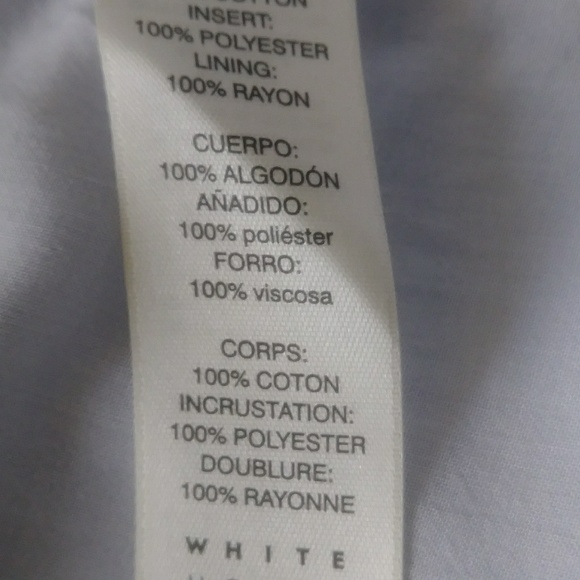 INSERT:
100% POLYESTER
LINING:
100% RAYON
CUERPO:
100% ALGODÓN
AÑADIDO:
100% poliéster
FORRO:
100% viscosa
CORPS:
100% COTON
INCRUSTATION:
100% POLYESTER
DOUBLURE:
100% RAYONNE
WHITE